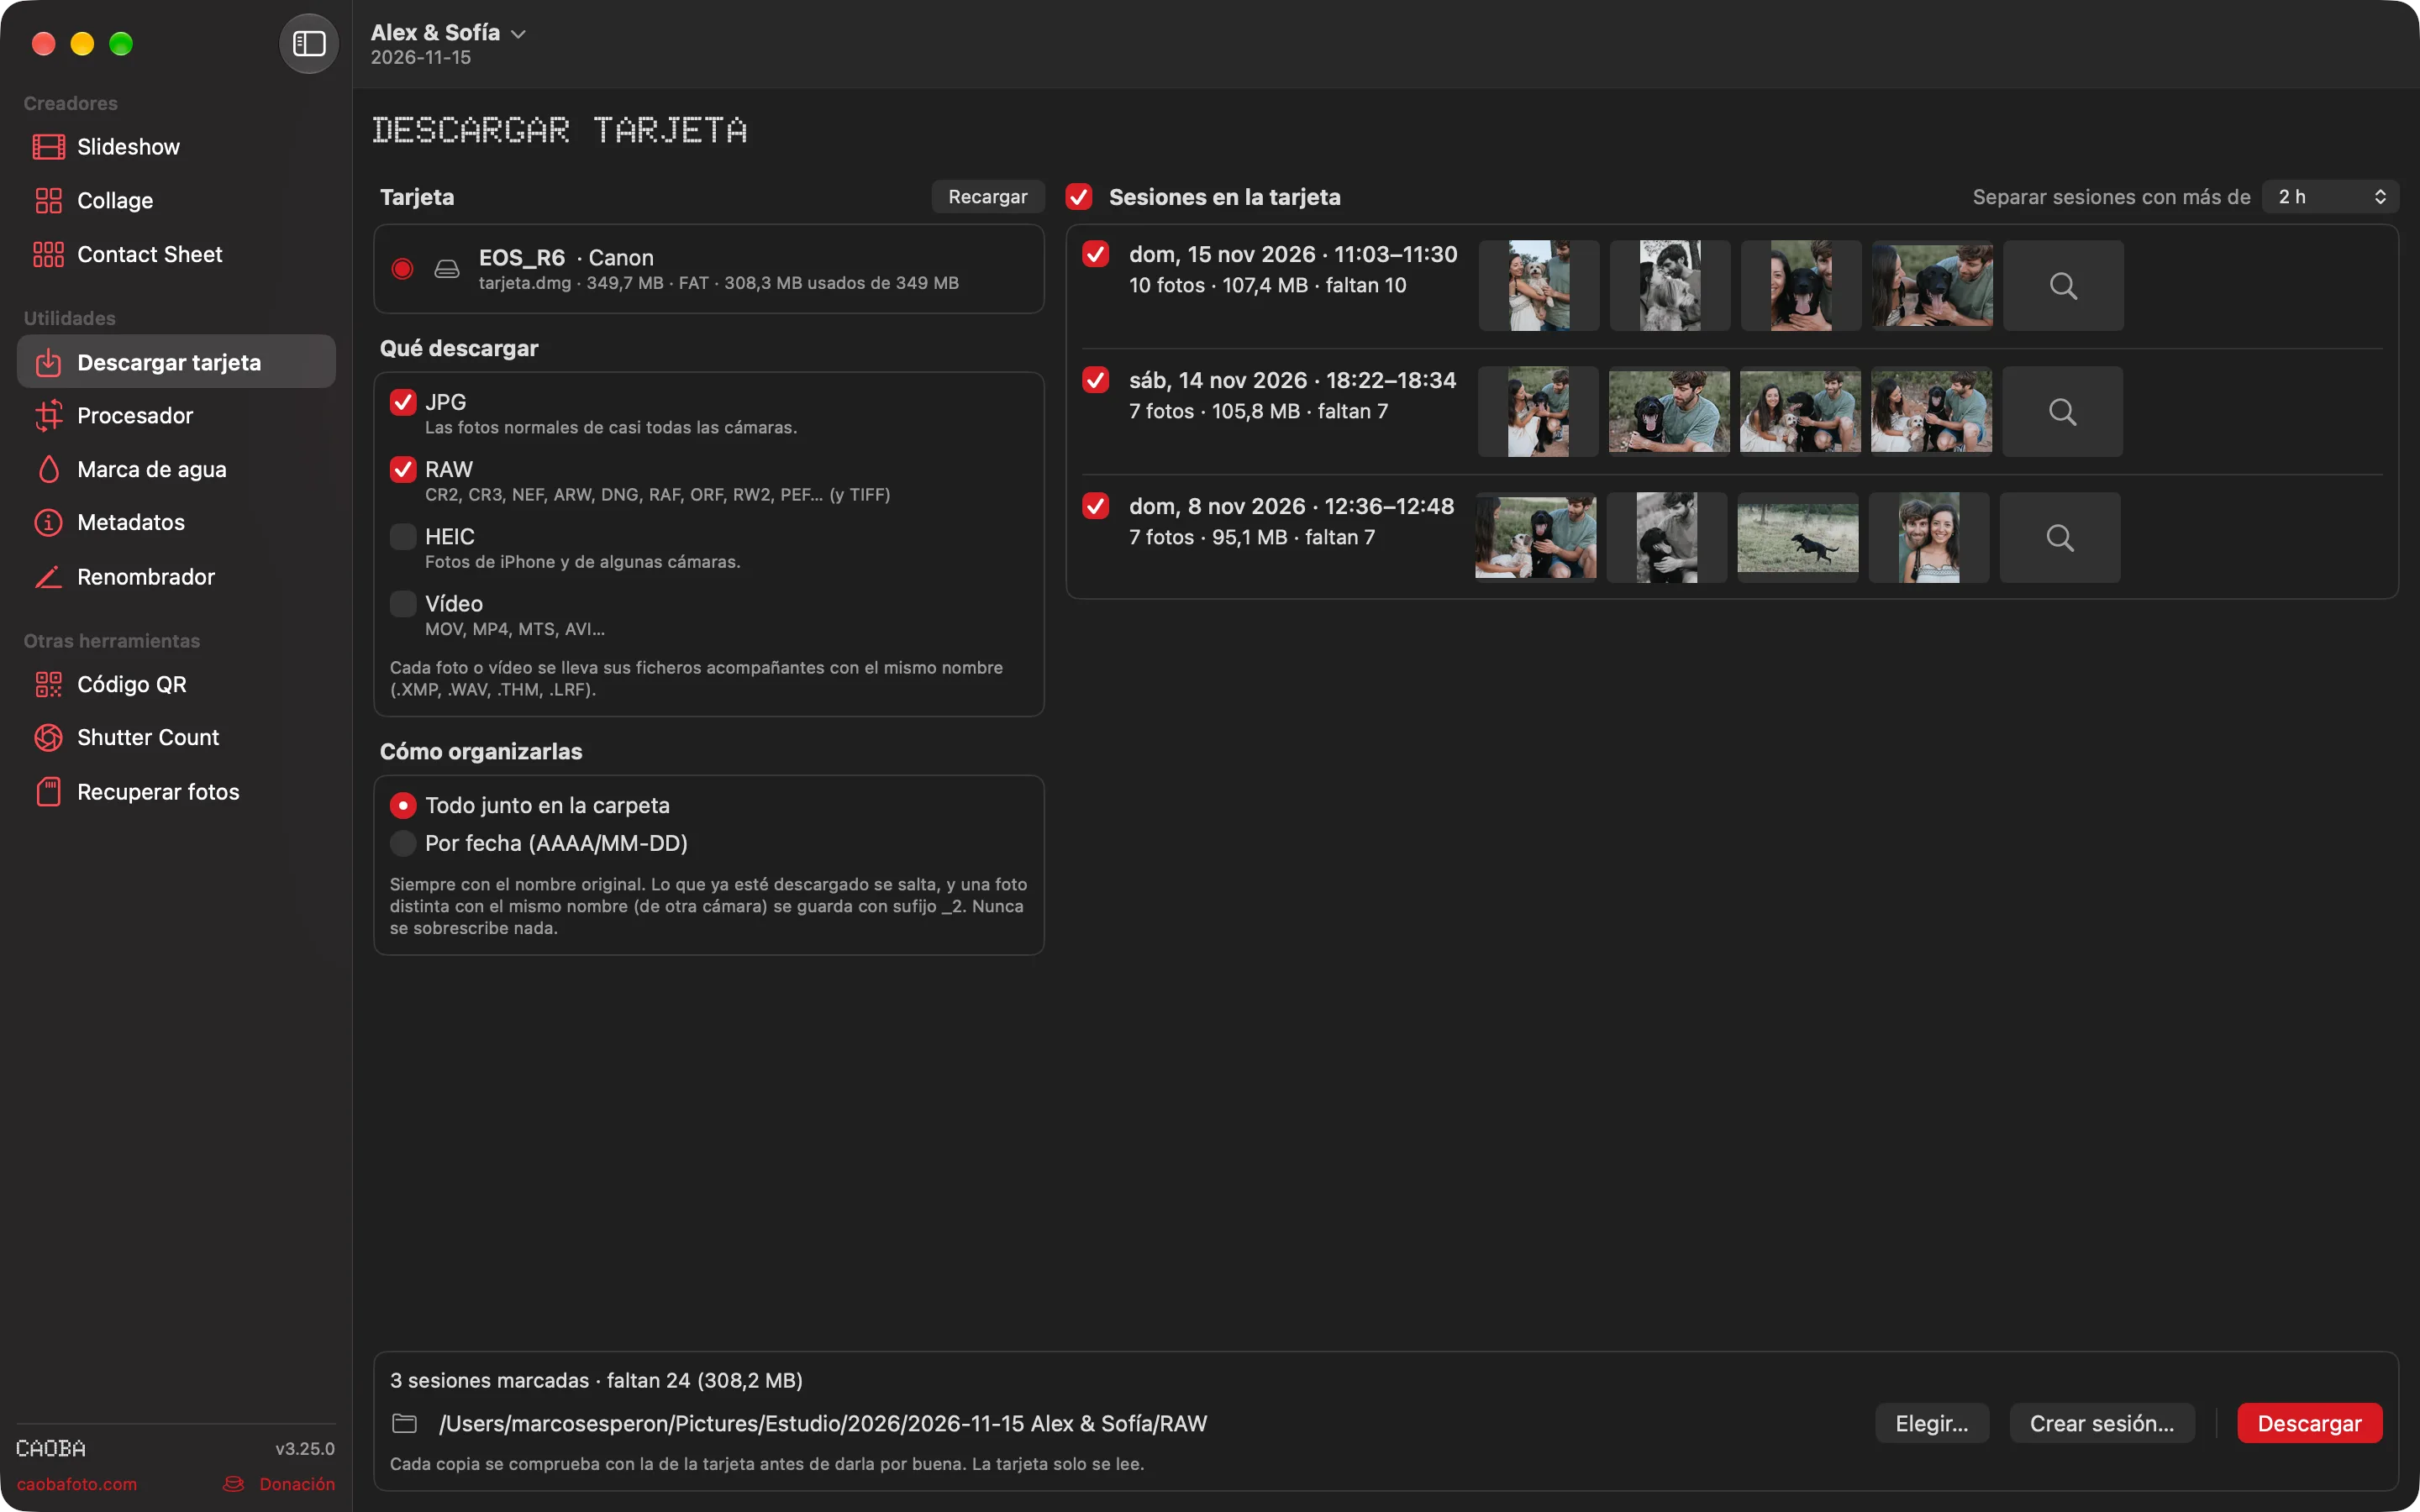 Alex & Sofía
2026-11-15
Creadores
Slideshow
Collage
Contact Sheet
Utilidades
Descargar tarjeta
Procesador
Marca de agua
Metadatos
Renombrador
Otras herramientas
Código QR
Shutter Count
Recuperar fotos
CAOBA
v3.25.0
caobafoto.com
Donación
DESCARGAR TARJETA
Tarjeta
Recargar
EOS_R6 · Canon
tarjeta.dmg · 349,7 MB · FAT · 308,3 MB usados de 349 MB
Qué descargar
JPG
Las fotos normales de casi todas las cámaras.
RAW
CR2, CR3, NEF, ARW, DNG, RAF, ORF, RW2, PEF... (y TIFF)
HEIC
Fotos de iPhone y de algunas cámaras.
Vídeo
MOV, MP4, MTS, AVI...
Cada foto o vídeo se lleva sus ficheros acompañantes con el mismo nombre
(.XMP, .WAV, .THM, .LRF).
Cómo organizarlas
Todo junto en la carpeta
Por fecha (AAAA/MM-DD)
Siempre con el nombre original. Lo que ya esté descargado se salta, y una foto
distinta con el mismo nombre (de otra cámara) se guarda con sufijo _2. Nunca
se sobrescribe nada.
Sesiones en la tarjeta
Separar sesiones con más de
2 h
dom, 15 nov 2026 · 11:03–11:30
10 fotos · 107,4 MB · faltan 10
sáb, 14 nov 2026 · 18:22–18:34
7 fotos · 105,8 MB · faltan 7
dom, 8 nov 2026 · 12:36–12:48
7 fotos · 95,1 MB · faltan 7
3 sesiones marcadas · faltan 24 (308,2 MB)
/Users/marcosesperon/Pictures/Estudio/2026/2026-11-15 Alex & Sofía/RAW
Cada copia se comprueba con la de la tarjeta antes de darla por buena. La tarjeta solo se lee.
Elegir...
Crear sesión...
Descargar